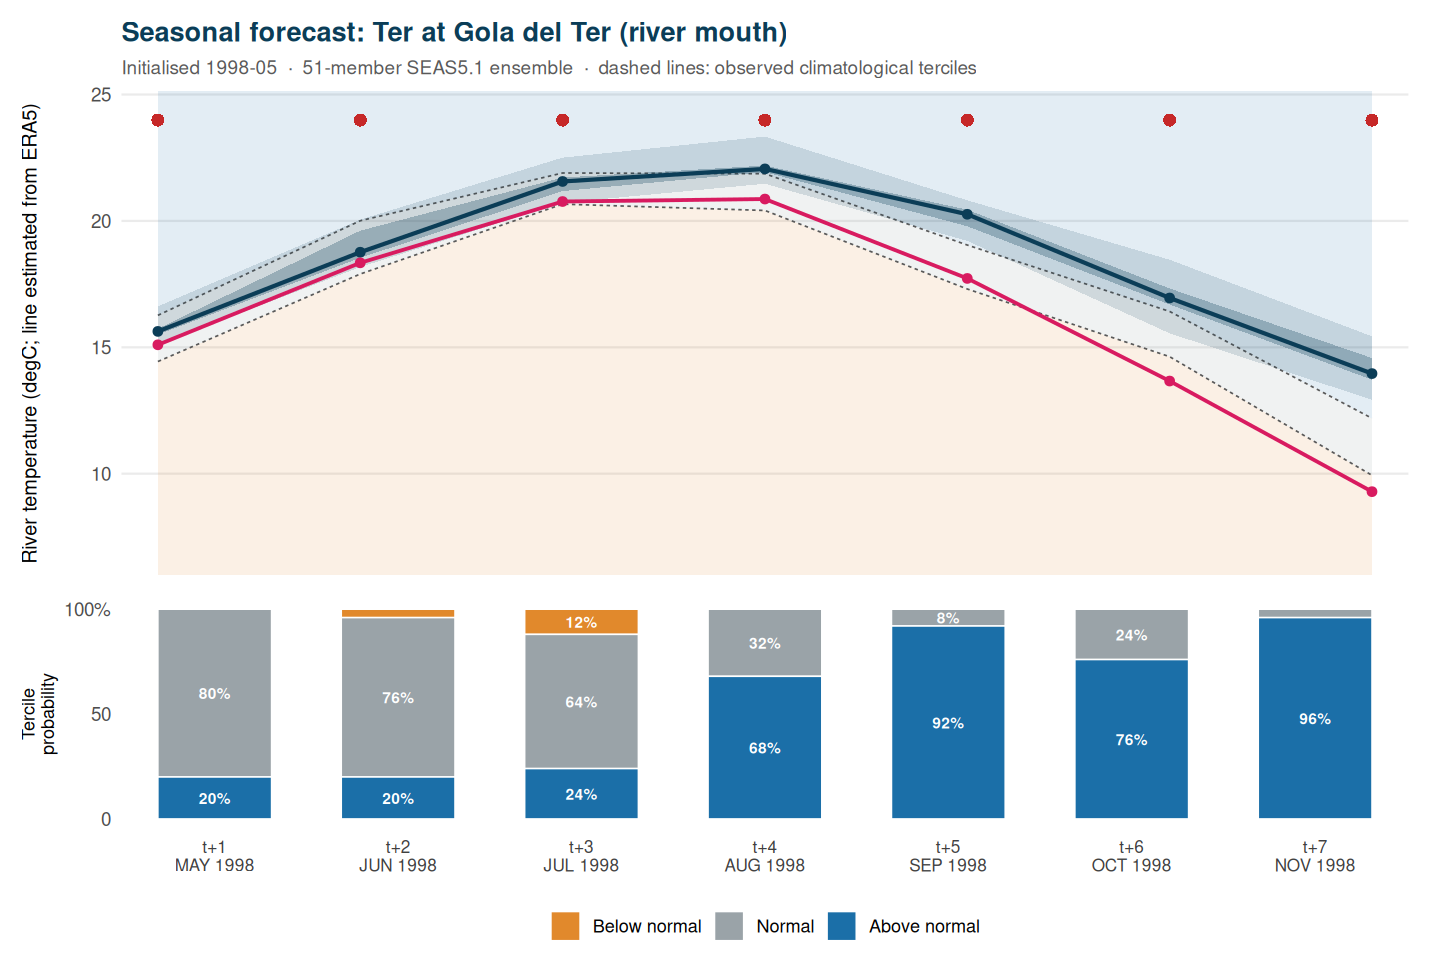 Seasonal forecast: Ter at Gola del Ter (river mouth)
Initialised 1998-05 · 51-member SEAS5.1 ensemble · dashed lines: observed climatological terciles
River temperature (degC; line estimated from ERA5)
25
20
15
10
Tercile
probability
100%
50
0
80%
20%
76%
20%
12%
64%
24%
32%
68%
8%
92%
24%
76%
96%
t+1
MAY 1998
t+2
JUN 1998
t+3
JUL 1998
t+4
AUG 1998
t+5
SEP 1998
t+6
OCT 1998
t+7
NOV 1998
Below normal
Normal
Above normal